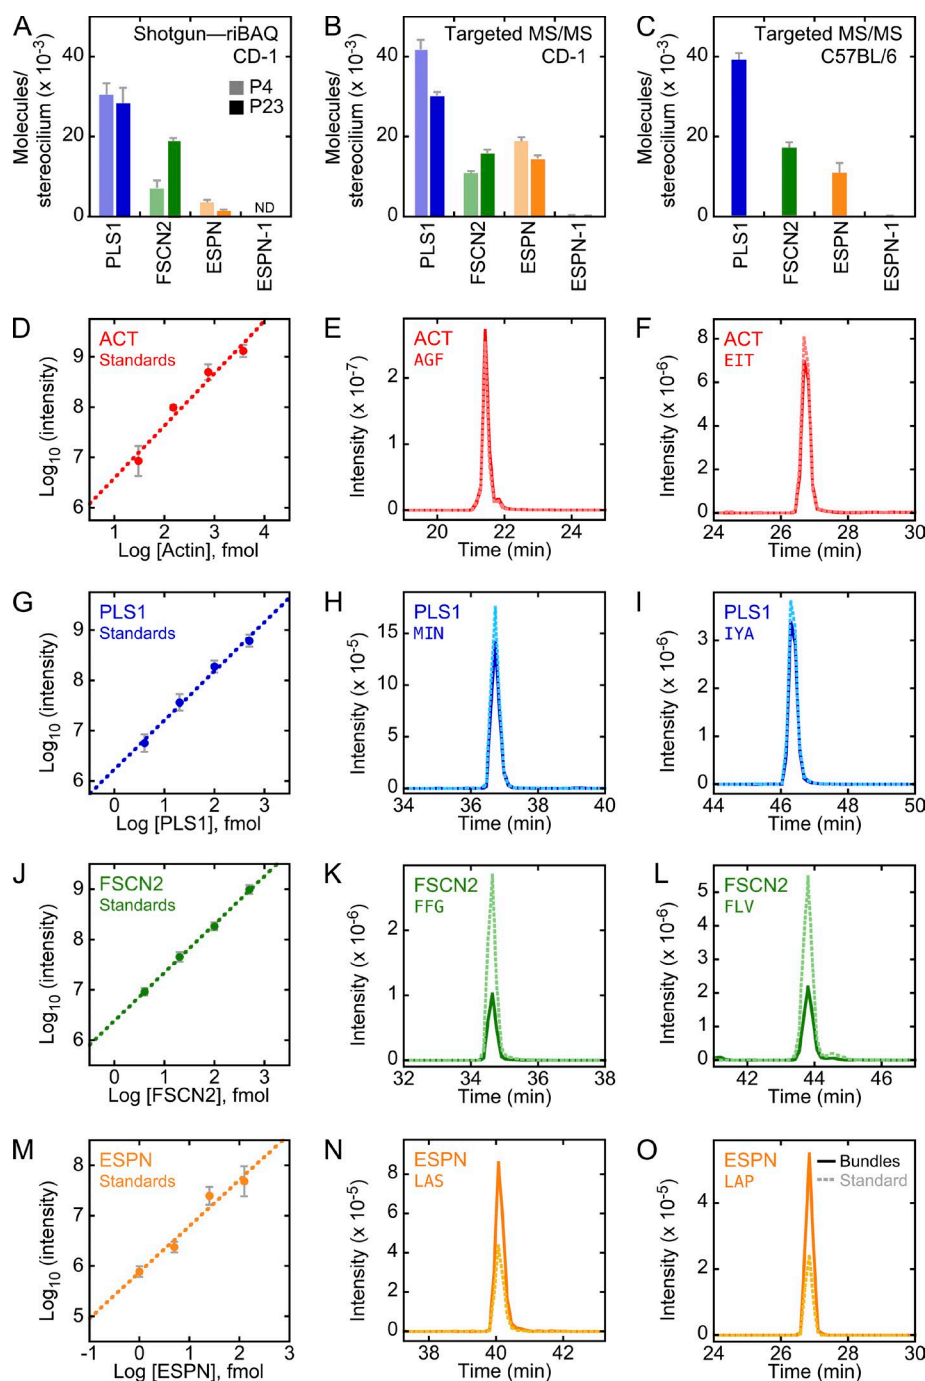 A
Shotgun—riBAQ
CD-1
P4
P23
Molecules/
stereocilium (x 10-3)
40
20
0
ND
PLS1
FSCN2
ESPN
ESPN-1
B
Targeted MS/MS
CD-1
Molecules/
stereocilium (x 10-3)
40
20
0
PLS1
FSCN2
ESPN
ESPN-1
C
Targeted MS/MS
C57BL/6
Molecules/
stereocilium (x 10-3)
40
20
0
PLS1
FSCN2
ESPN
ESPN-1
D
ACT
Standards
Log10 (intensity)
9
8
7
6
1 2 3 4
Log [Actin], fmol
E
ACT
AGF
Intensity (x 10-7)
2
1
0
20 22 24
Time (min)
F
ACT
EIT
Intensity (x 10-6)
8
6
4
2
0
24 26 28 30
Time (min)
G
PLS1
Standards
Log10 (intensity)
9
8
7
6
0 1 2 3
Log [PLS1], fmol
H
PLS1
MIN
Intensity (x 10-5)
15
10
5
0
34 36 38 40
Time (min)
I
PLS1
IYA
Intensity (x 10-6)
3
2
1
0
44 46 48 50
Time (min)
J
FSCN2
Standards
Log10 (intensity)
9
8
7
6
0 1 2 3
Log [FSCN2], fmol
K
FSCN2
FFG
Intensity (x 10-6)
2
1
0
32 34 36 38
Time (min)
L
FSCN2
FLV
Intensity (x 10-6)
5
4
3
2
1
0
42 44 46
Time (min)
M
ESPN
Standards
Log10 (intensity)
8
7
6
5
-1 0 1 2 3
Log [ESPN], fmol
N
ESPN
LAS
Intensity (x 10-5)
8
6
4
2
0
38 40 42
Time (min)
O
ESPN
LAP
Bundles
Standard
Intensity (x 10-5)
4
2
0
24 26 28 30
Time (min)